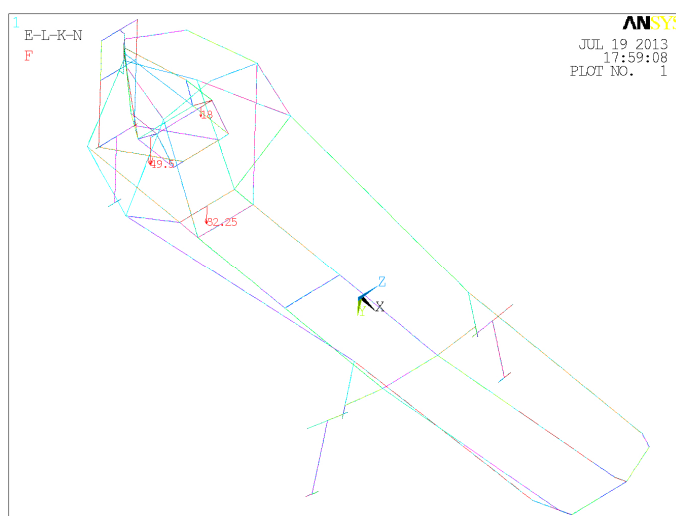 1
E-L-K-N
F
ANSYS
JUL 19 2013
17:59:08
PLOT NO. 1
18
49.5
82.25
Z
X